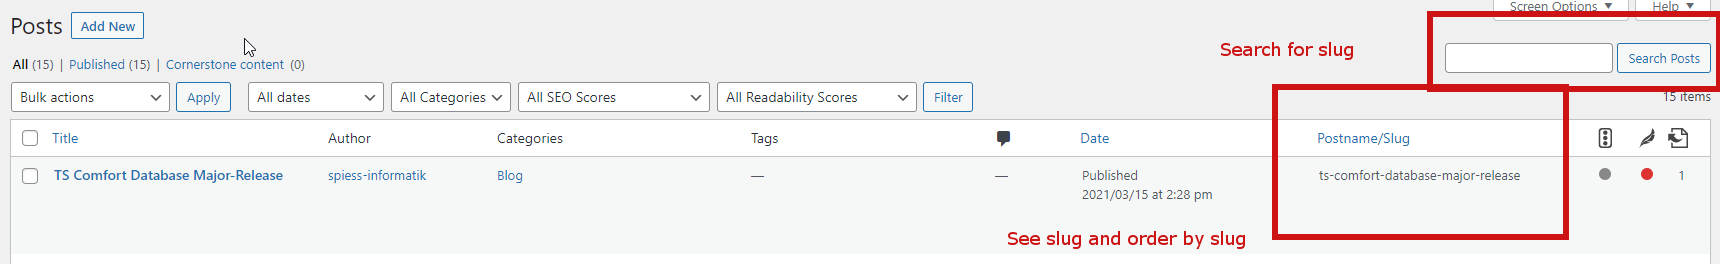 Screen Options ▼ Help ▼
Posts Add New
Search for slug
All (15) | Published (15) | Cornerstone content (0)
Search Posts
Bulk actions Apply All dates All Categories All SEO Scores All Readability Scores Filter
15 items
Title Author Categories Tags Date Postname/Slug
TS Comfort Database Major-Release spiess-informatik Blog — — Published ts-comfort-database-major-release 1
2021/03/15 at 2:28 pm
See slug and order by slug